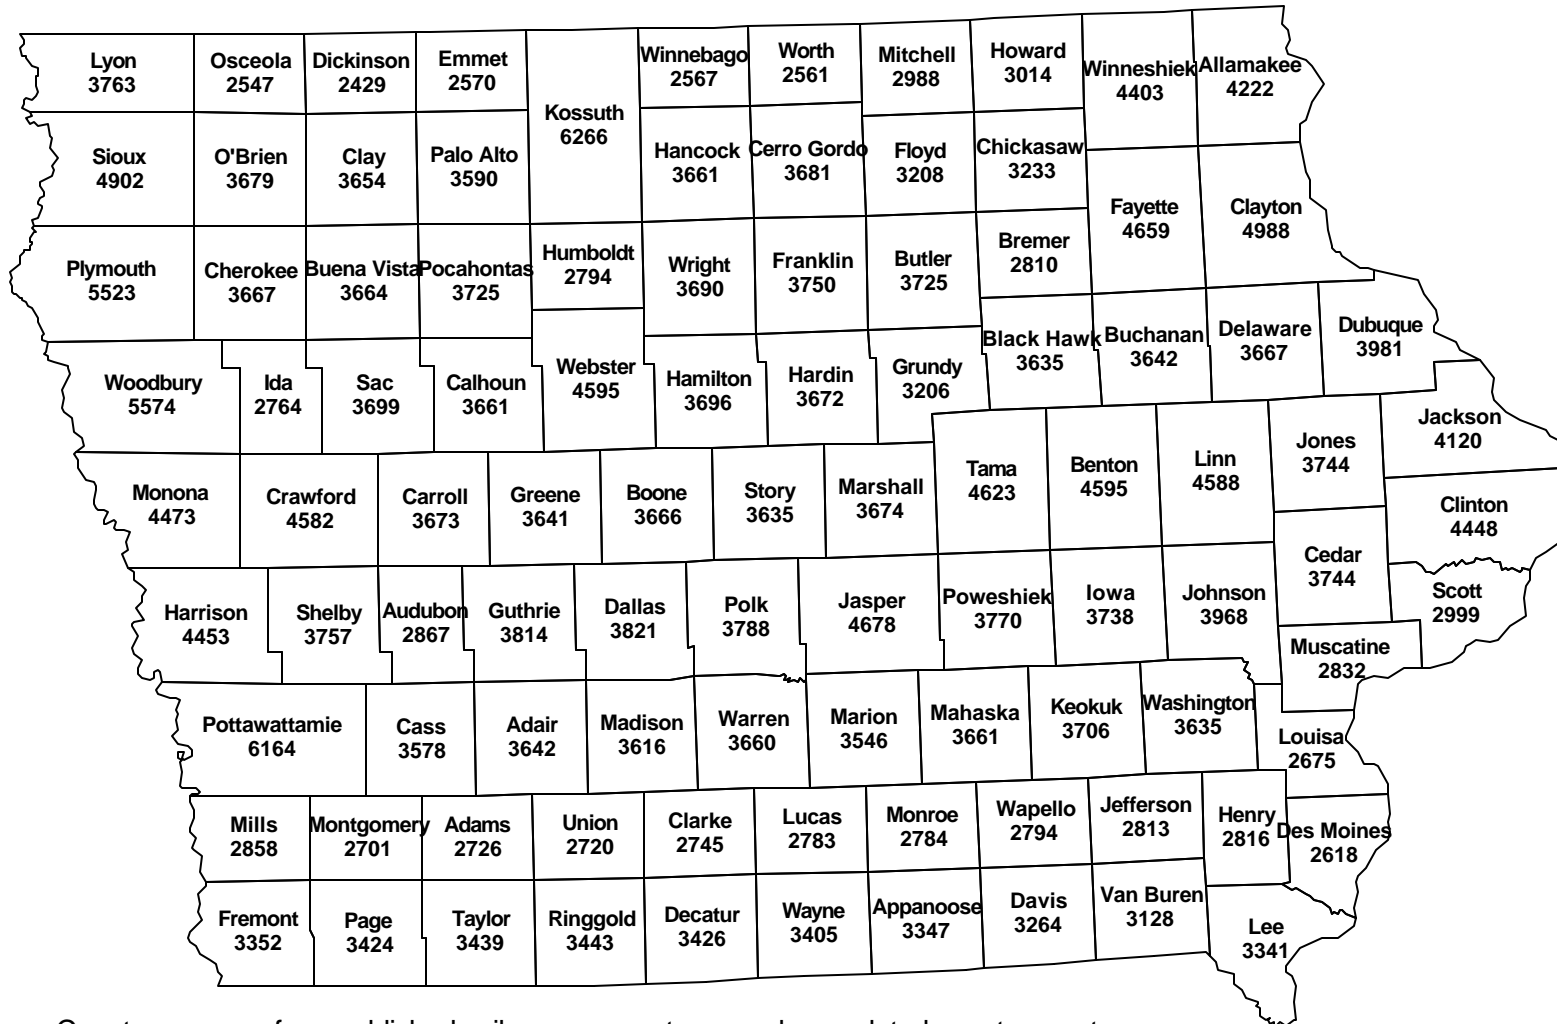 Lyon
3763
Osceola
2547
Dickinson
2429
Emmet
2570
Kossuth
6266
Winnebago
2567
Worth
2561
Mitchell
2988
Howard
3014
Winneshiek
4403
Allamakee
4222
Sioux
4902
O'Brien
3679
Clay
3654
Palo Alto
3590
Hancock
3661
Cerro Gordo
3681
Floyd
3208
Chickasaw
3233
Fayette
4659
Clayton
4988
Plymouth
5523
Cherokee
3667
Buena Vista
3664
Pocahontas
3725
Humboldt
2794
Wright
3690
Franklin
3750
Butler
3725
Bremer
2810
Black Hawk
3635
Buchanan
3642
Delaware
3667
Dubuque
3981
Woodbury
5574
Ida
2764
Sac
3699
Calhoun
3661
Webster
4595
Hamilton
3696
Hardin
3672
Grundy
3206
Tama
4623
Benton
4595
Linn
4588
Jones
3744
Jackson
4120
Monona
4473
Crawford
4582
Carroll
3673
Greene
3641
Boone
3666
Story
3635
Marshall
3674
Clinton
4448
Cedar
3744
Scott
2999
Harrison
4453
Shelby
3757
Audubon
2867
Guthrie
3814
Dallas
3821
Polk
3788
Jasper
4678
Poweshiek
3770
Iowa
3738
Johnson
3968
Muscatine
2832
Pottawattamie
6164
Cass
3578
Adair
3642
Madison
3616
Warren
3660
Marion
3546
Mahaska
3661
Keokuk
3706
Washington
3635
Louisa
2675
Mills
2858
Montgomery
2701
Adams
2726
Union
2720
Clarke
2745
Lucas
2783
Monroe
2784
Wapello
2794
Jefferson
2813
Henry
2816
Des Moines
2618
Fremont
3352
Page
3424
Taylor
3439
Ringgold
3443
Decatur
3426
Wayne
3405
Appanoose
3347
Davis
3264
Van Buren
3128
Lee
3341